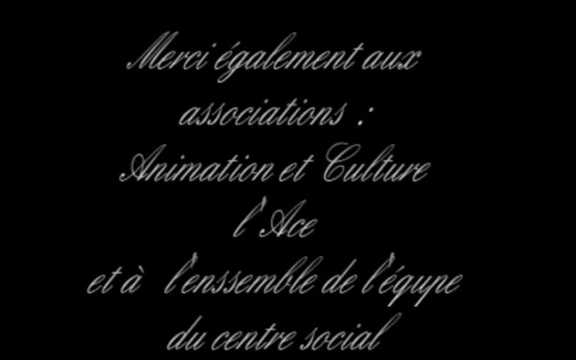 Merci également aux
associations :
Animation et Culture
l'Ace
et à l'enssemble de l'équpe
du centre social